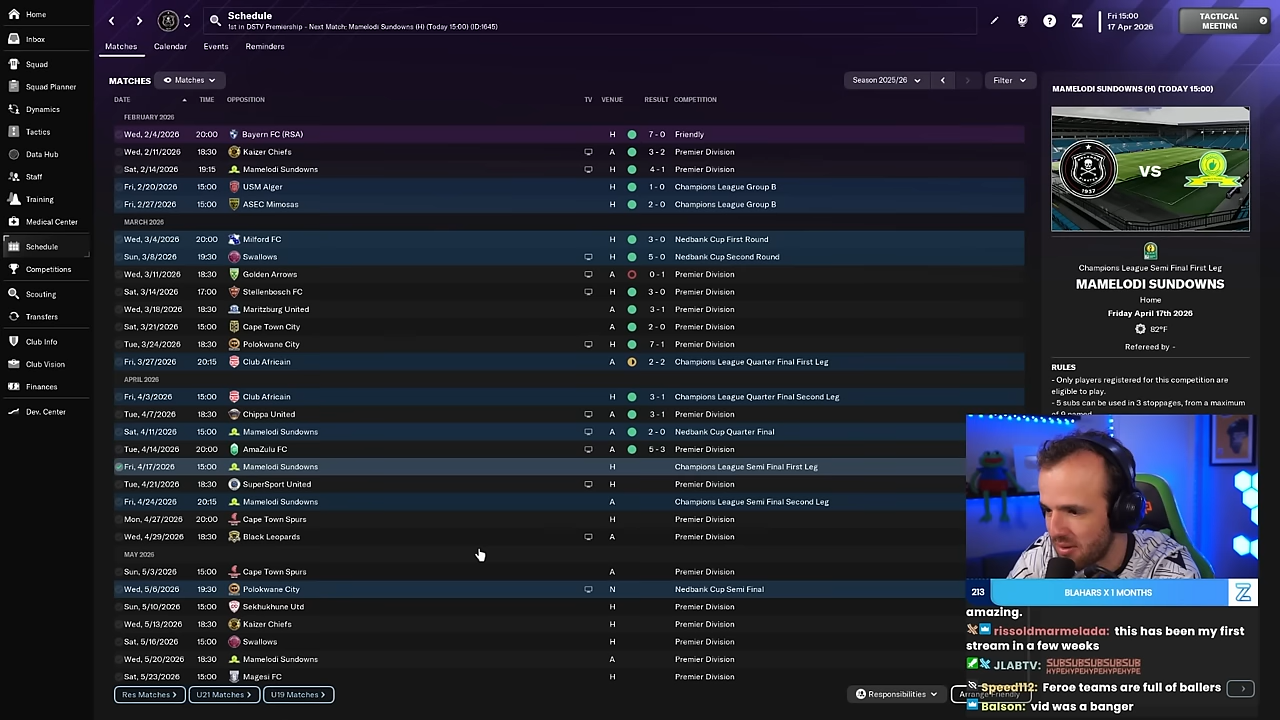 Home
Inbox
Squad
Squad Planner
Dynamics
Tactics
Data Hub
Staff
Training
Medical Center
Schedule
Competitions
Scouting
Transfers
Club Info
Club Vision
Finances
Dev. Center
Schedule
1st in DSTV Premiership - Next Match: Mamelodi Sundowns (H) (Today 15:00) (ID:1645)
Fri 15:00
17 Apr 2026
TACTICAL
MEETING
Matches Calendar Events Reminders
MATCHES Matches Season 2025/26 Filter
DATE TIME OPPOSITION TV VENUE RESULT COMPETITION
FEBRUARY 2026
Wed, 2/4/2026 20:00 Bayern FC (RSA) H 7 - 0 Friendly
Wed, 2/11/2026 18:30 Kaizer Chiefs A 3 - 2 Premier Division
Sat, 2/14/2026 19:15 Mamelodi Sundowns H 4 - 1 Premier Division
Fri, 2/20/2026 15:00 USM Alger H 1 - 0 Champions League Group B
Fri, 2/27/2026 15:00 ASEC Mimosas H 2 - 0 Champions League Group B
MARCH 2026
Wed, 3/4/2026 20:00 Milford FC H 3 - 0 Nedbank Cup First Round
Sun, 3/8/2026 19:30 Swallows H 5 - 0 Nedbank Cup Second Round
Wed, 3/11/2026 18:30 Golden Arrows A 0 - 1 Premier Division
Sat, 3/14/2026 17:00 Stellenbosch FC H 3 - 0 Premier Division
Wed, 3/18/2026 18:30 Maritzburg United A 3 - 1 Premier Division
Sat, 3/21/2026 15:00 Cape Town City A 2 - 0 Premier Division
Tue, 3/24/2026 18:30 Polokwane City H 7 - 1 Premier Division
Fri, 3/27/2026 20:15 Club Africain A 2 - 2 Champions League Quarter Final First Leg
APRIL 2026
Fri, 4/3/2026 15:00 Club Africain H 3 - 1 Champions League Quarter Final Second Leg
Tue, 4/7/2026 18:30 Chippa United A 3 - 1 Premier Division
Sat, 4/11/2026 15:00 Mamelodi Sundowns A 2 - 0 Nedbank Cup Quarter Final
Tue, 4/14/2026 20:00 AmaZulu FC A 5 - 3 Premier Division
Fri, 4/17/2026 15:00 Mamelodi Sundowns H Champions League Semi Final First Leg
Tue, 4/21/2026 18:30 SuperSport United H Premier Division
Fri, 4/24/2026 20:15 Mamelodi Sundowns A Champions League Semi Final Second Leg
Mon, 4/27/2026 20:00 Cape Town Spurs H Premier Division
Wed, 4/29/2026 18:30 Black Leopards A Premier Division
MAY 2026
Sun, 5/3/2026 15:00 Cape Town Spurs A Premier Division
Wed, 5/6/2026 19:30 Polokwane City N Nedbank Cup Semi Final
Sun, 5/10/2026 15:00 Sekhukhune Utd H Premier Division
Wed, 5/13/2026 18:30 Kaizer Chiefs H Premier Division
Sat, 5/16/2026 15:00 Swallows H Premier Division
Wed, 5/20/2026 18:30 Mamelodi Sundowns A Premier Division
Sat, 5/23/2026 15:00 Magesi FC H Premier Division
Res Matches > U21 Matches > U19 Matches > Responsibilities Arrange Friendly
MAMELODI SUNDOWNS (H) (TODAY 15:00)
1937
VS
Champions League Semi Final First Leg
MAMELODI SUNDOWNS
Home
Friday April 17th 2026
82°F
Refereed by -
RULES
- Only players registered for this competition are
eligible to play.
- 5 subs can be used in 3 stoppages, from a maximum
of 9 named
213 BLAHARS X 1 MONTHS
amazing.
rissoldmarmelada: this has been my first
stream in a few weeks
JLABTV: SUBSUBSUBSUBSUB
HYPEHYPEHYPEHYPEHYPE
Speed112: Feroe teams are full of ballers
Balson: vid was a banger